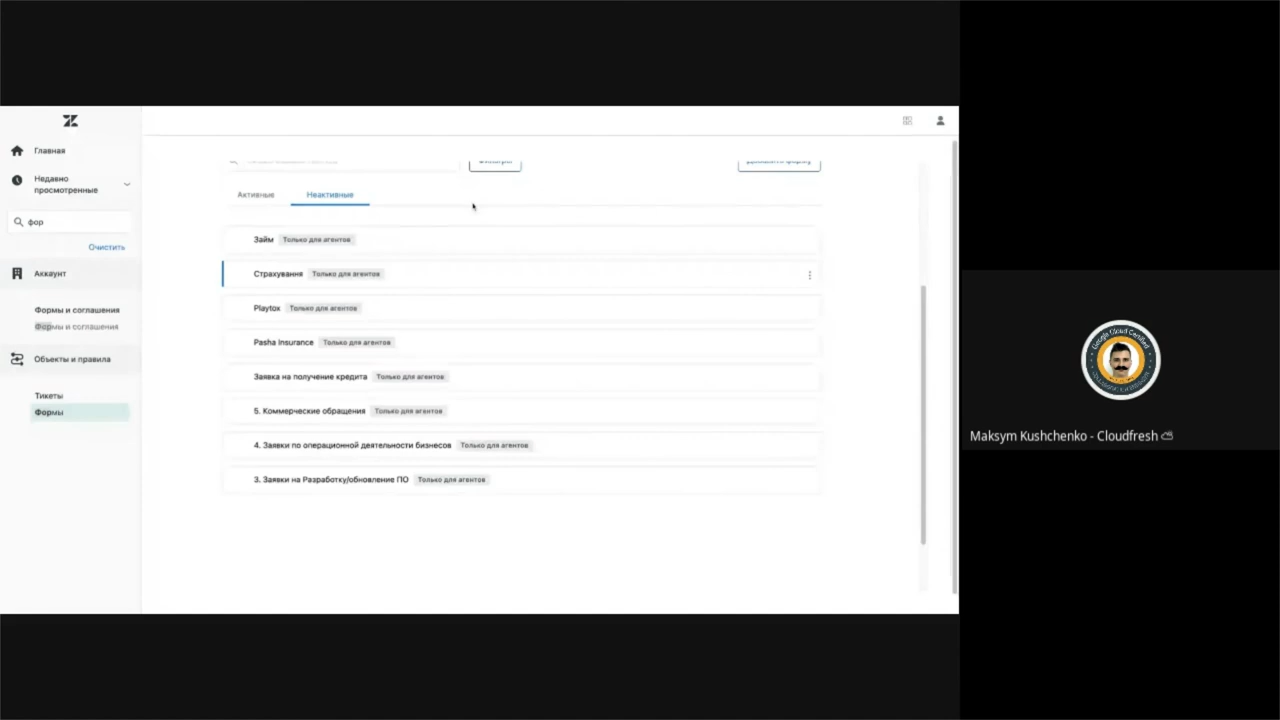 Главная
Недавно
просмотренные
фор
Очистить
Аккаунт
Формы и соглашения
Формы и соглашения
Объекты и правила
Тикеты
Формы
Активные
Неактивные
Займ Только для агентов
Страхування Только для агентов
Playtox Только для агентов
Pasha Insurance Только для агентов
Заявка на получение кредита Только для агентов
5. Коммерческие обращения Только для агентов
4. Заявки по операционной деятельности бизнесов Только для агентов
3. Заявки на Разработку/обновление ПО Только для агентов
Maksym Kushchenko - Cloudfresh